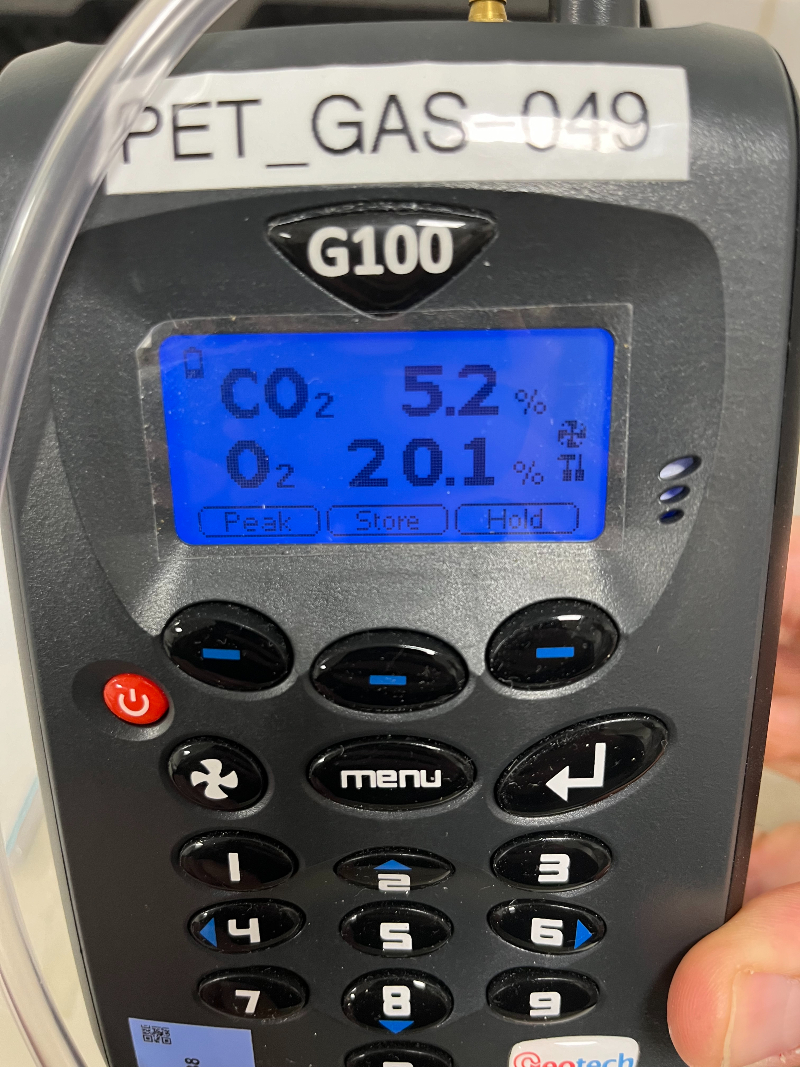 PET_GAS-049
G100
CO₂ 5.2 %
O₂ 20.1 %
Peak Store Hold
menu
1 2 3
4 5 6
7 8 9
Geotech